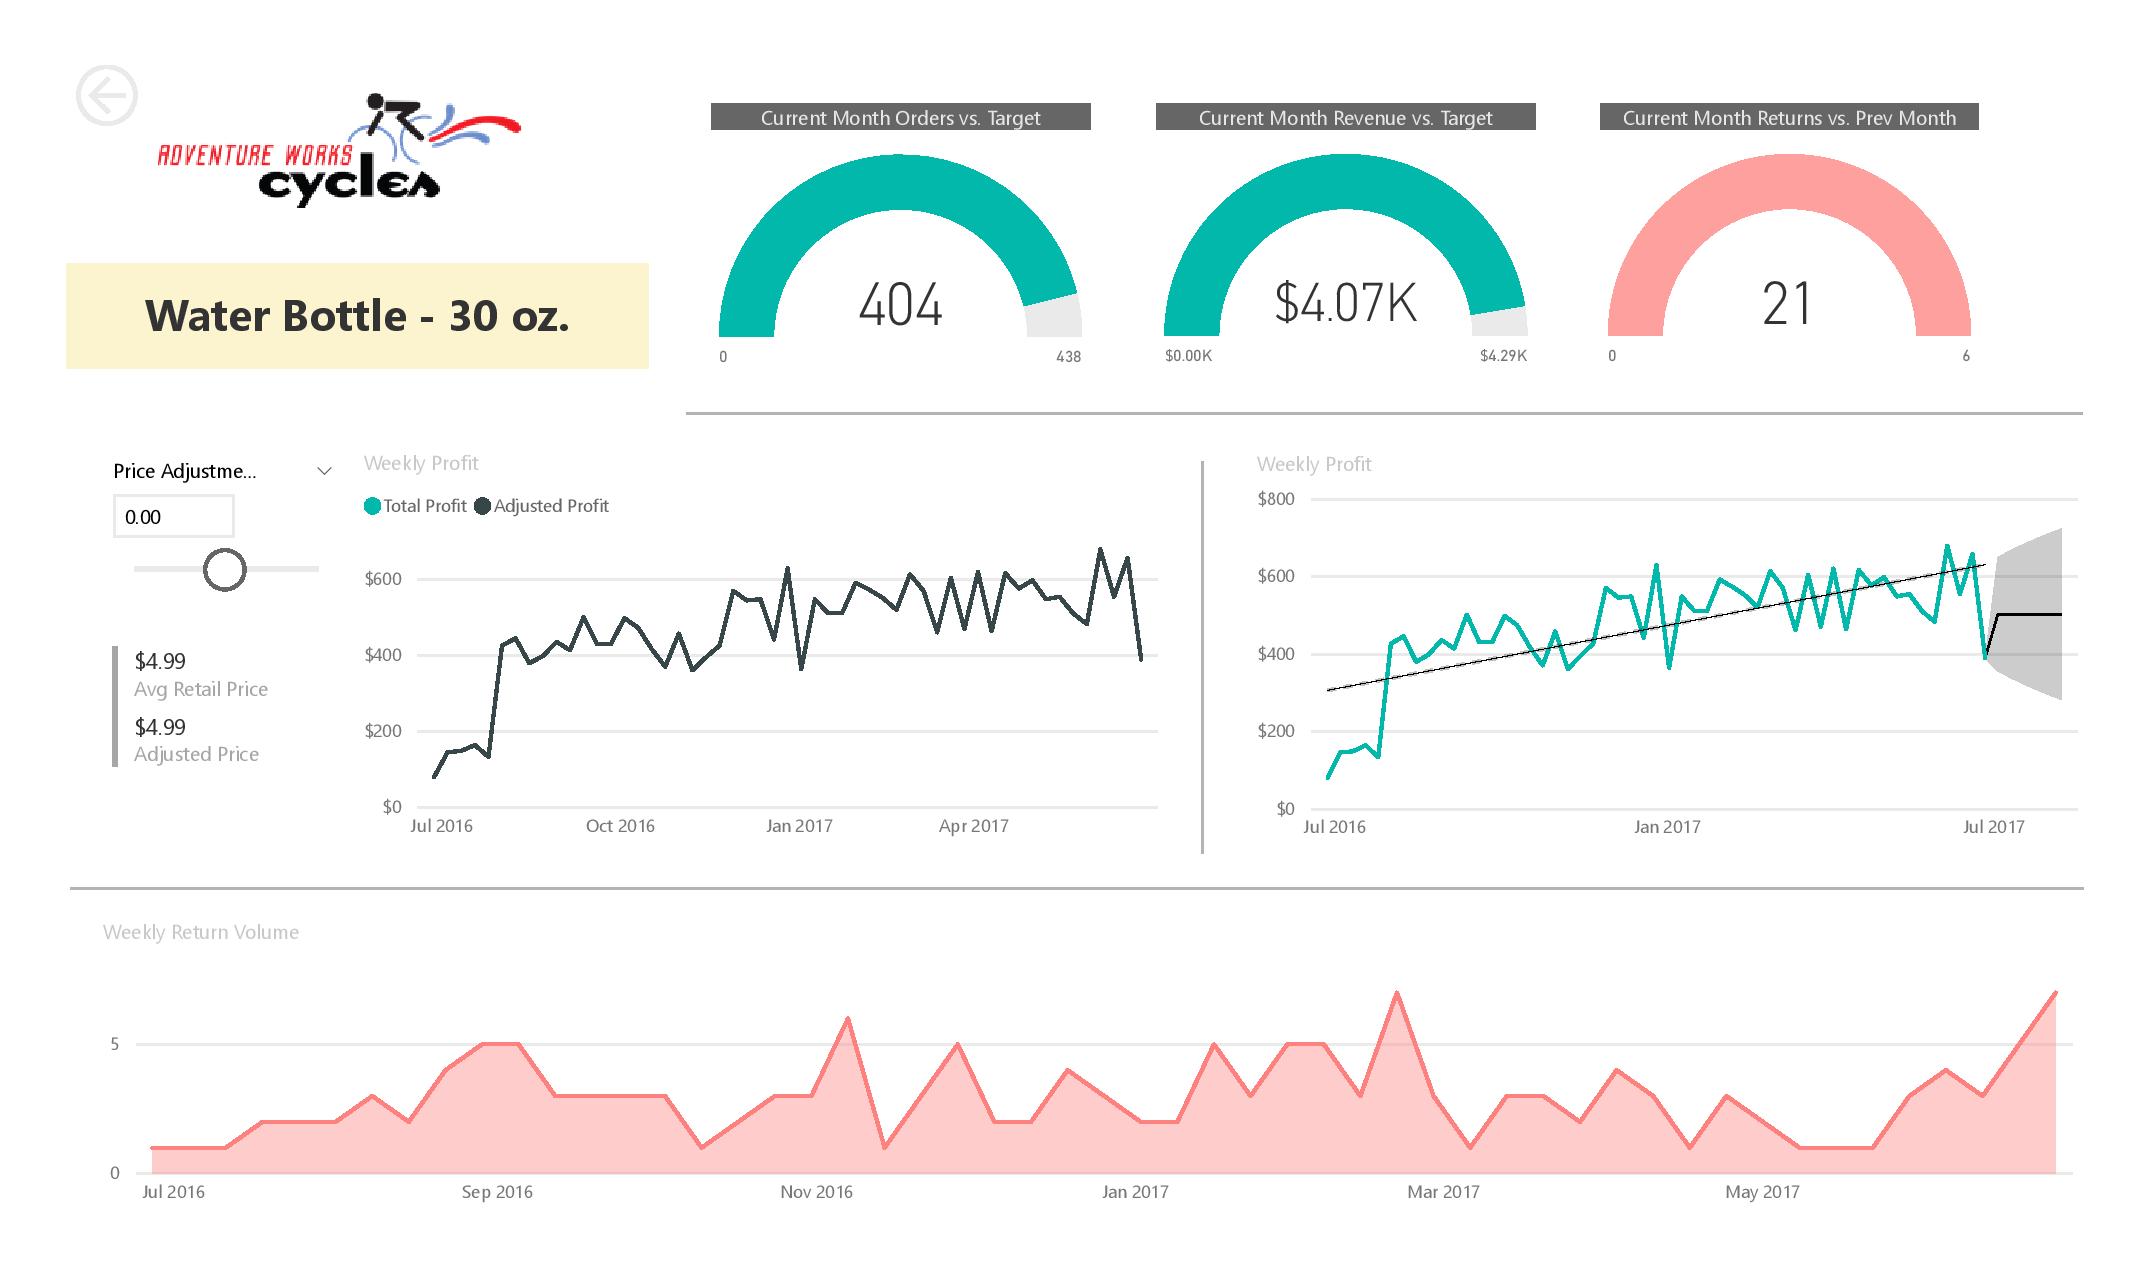 ADVENTURE WORKS
cycles
Water Bottle - 30 oz.
Current Month Orders vs. Target
404
0
438
Current Month Revenue vs. Target
$4.07K
$0.00K
$4.29K
Current Month Returns vs. Prev Month
21
0
6
Price Adjustme...
0.00
$4.99
Avg Retail Price
$4.99
Adjusted Price
Weekly Profit
Total Profit
Adjusted Profit
$600
$400
$200
$0
Jul 2016
Oct 2016
Jan 2017
Apr 2017
Weekly Profit
$800
$600
$400
$200
$0
Jul 2016
Jan 2017
Jul 2017
Weekly Return Volume
5
0
Jul 2016
Sep 2016
Nov 2016
Jan 2017
Mar 2017
May 2017